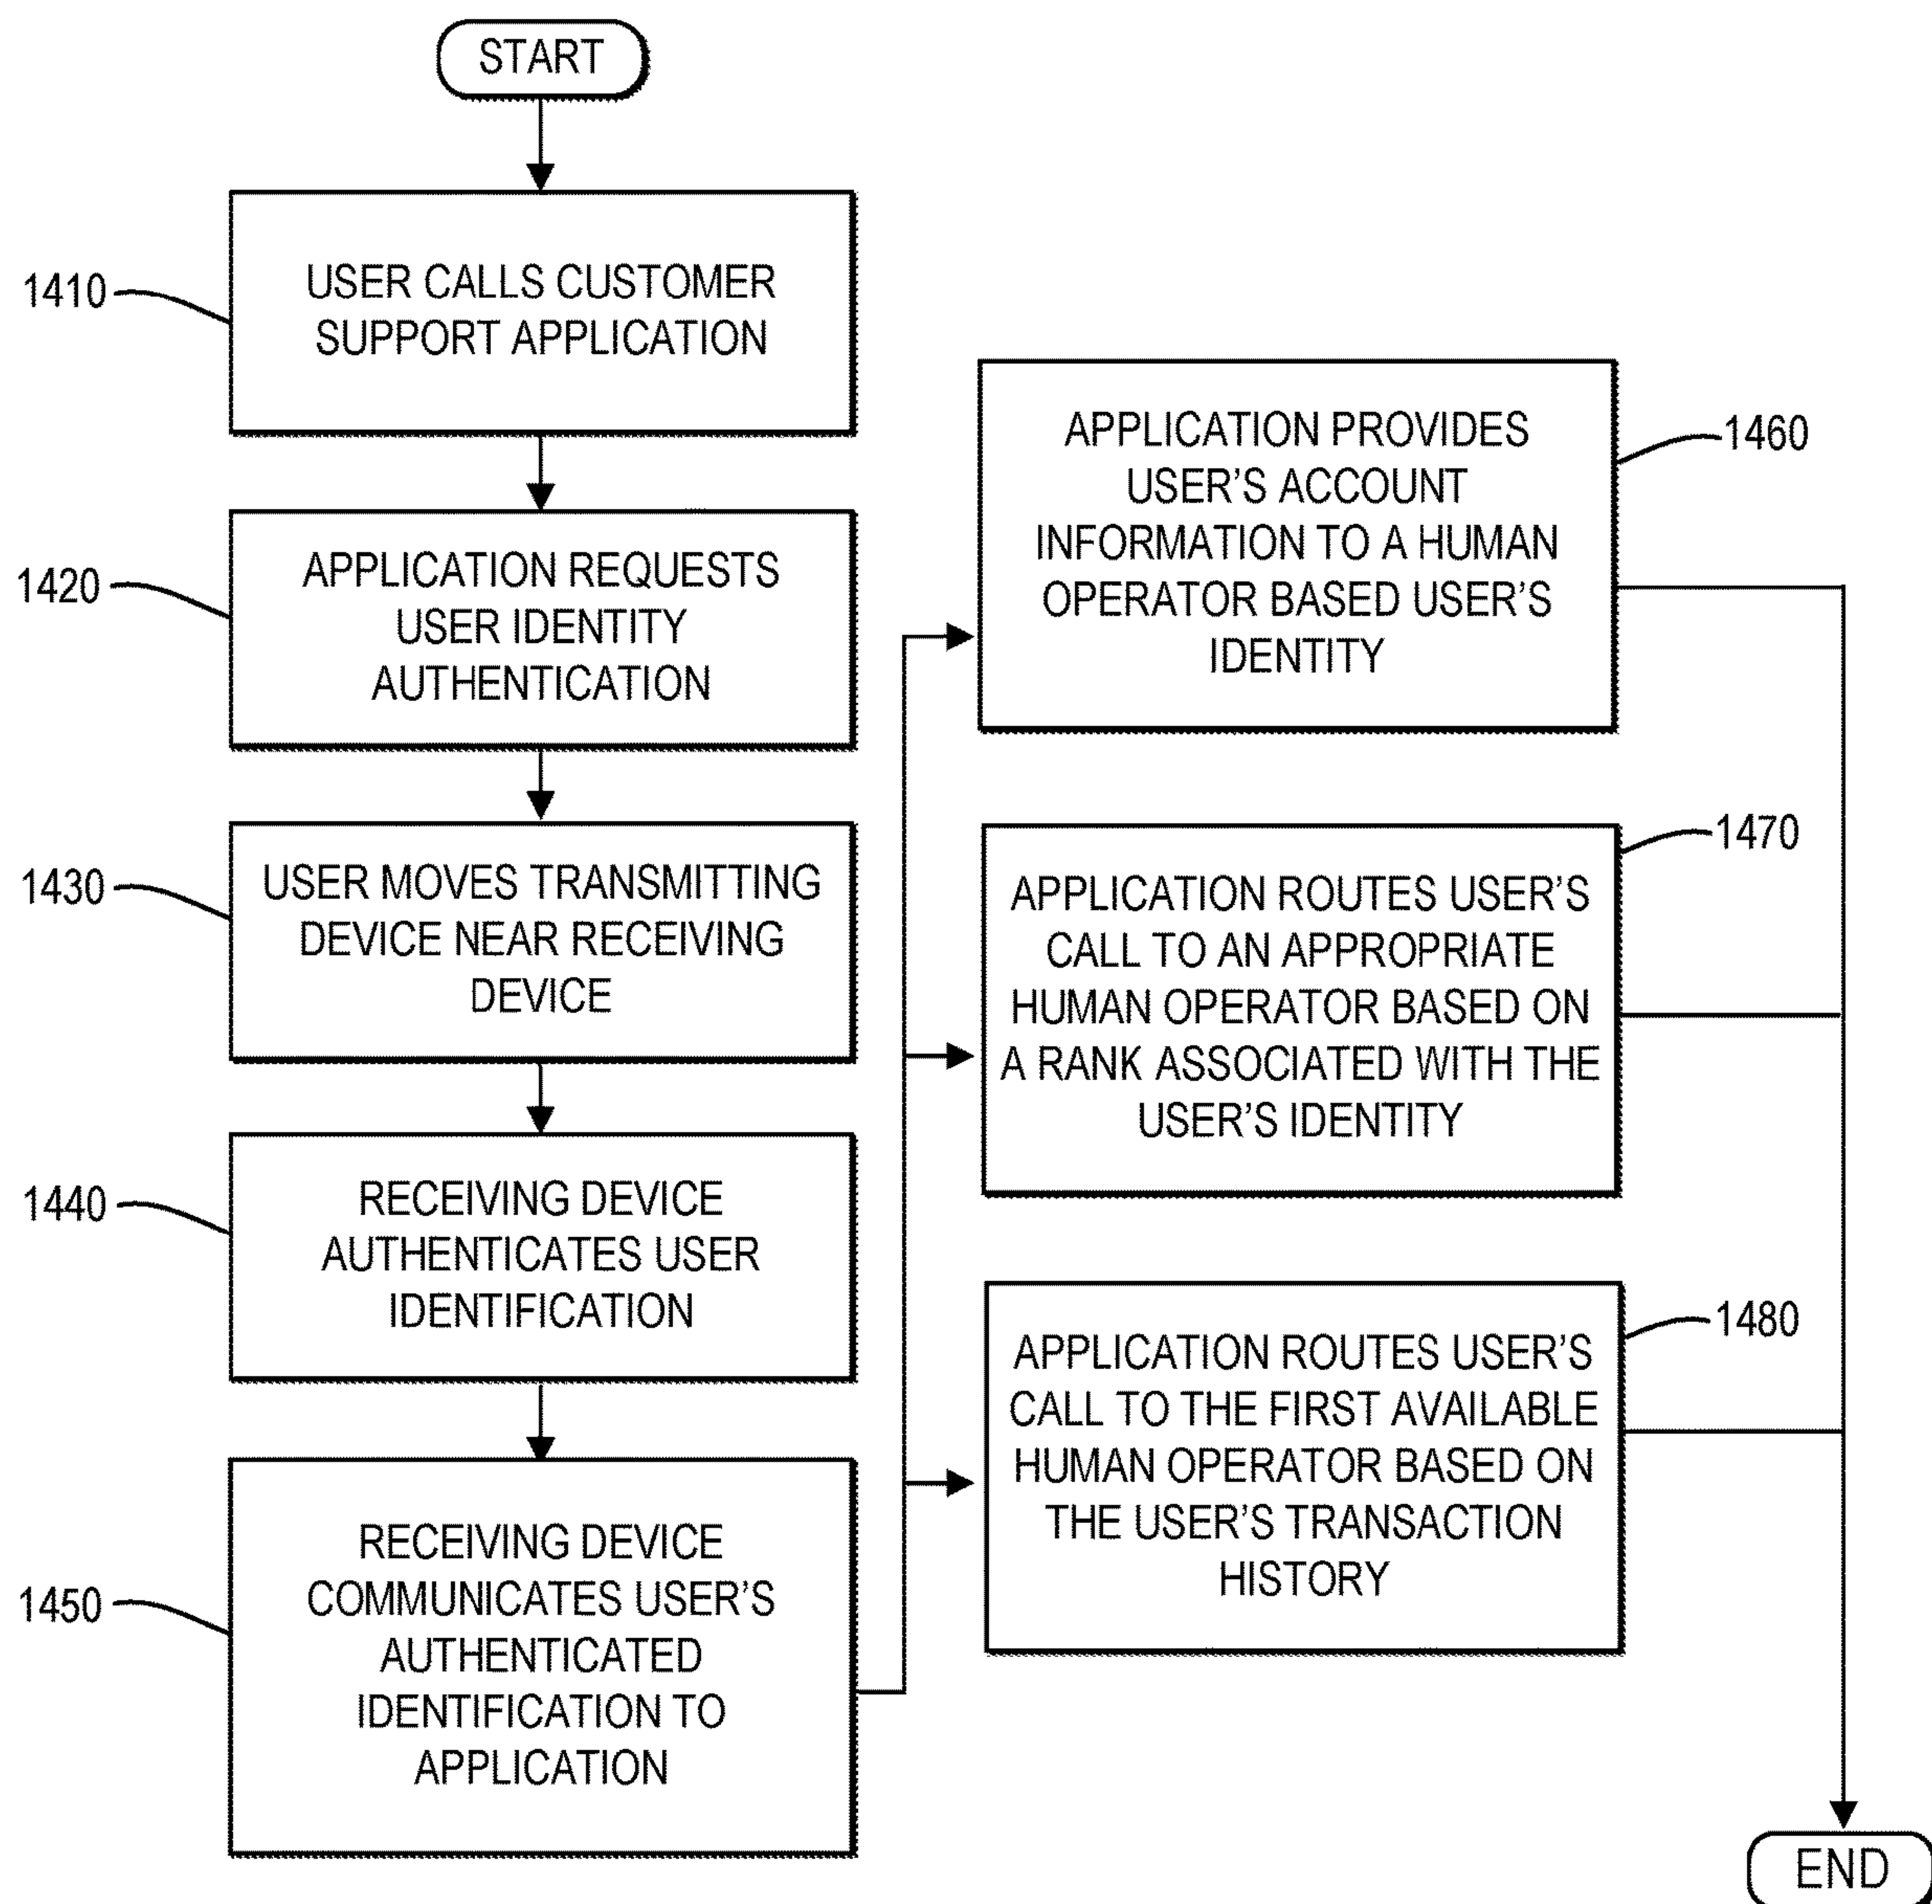 START
1410
USER CALLS CUSTOMER
SUPPORT APPLICATION
1420
APPLICATION REQUESTS
USER IDENTITY
AUTHENTICATION
1430
USER MOVES TRANSMITTING
DEVICE NEAR RECEIVING
DEVICE
1440
RECEIVING DEVICE
AUTHENTICATES USER
IDENTIFICATION
1450
RECEIVING DEVICE
COMMUNICATES USER'S
AUTHENTICATED
IDENTIFICATION TO
APPLICATION
1460
APPLICATION PROVIDES
USER'S ACCOUNT
INFORMATION TO A HUMAN
OPERATOR BASED USER'S
IDENTITY
1470
APPLICATION ROUTES USER'S
CALL TO AN APPROPRIATE
HUMAN OPERATOR BASED ON
A RANK ASSOCIATED WITH THE
USER'S IDENTITY
1480
APPLICATION ROUTES USER'S
CALL TO THE FIRST AVAILABLE
HUMAN OPERATOR BASED ON
THE USER'S TRANSACTION
HISTORY
END